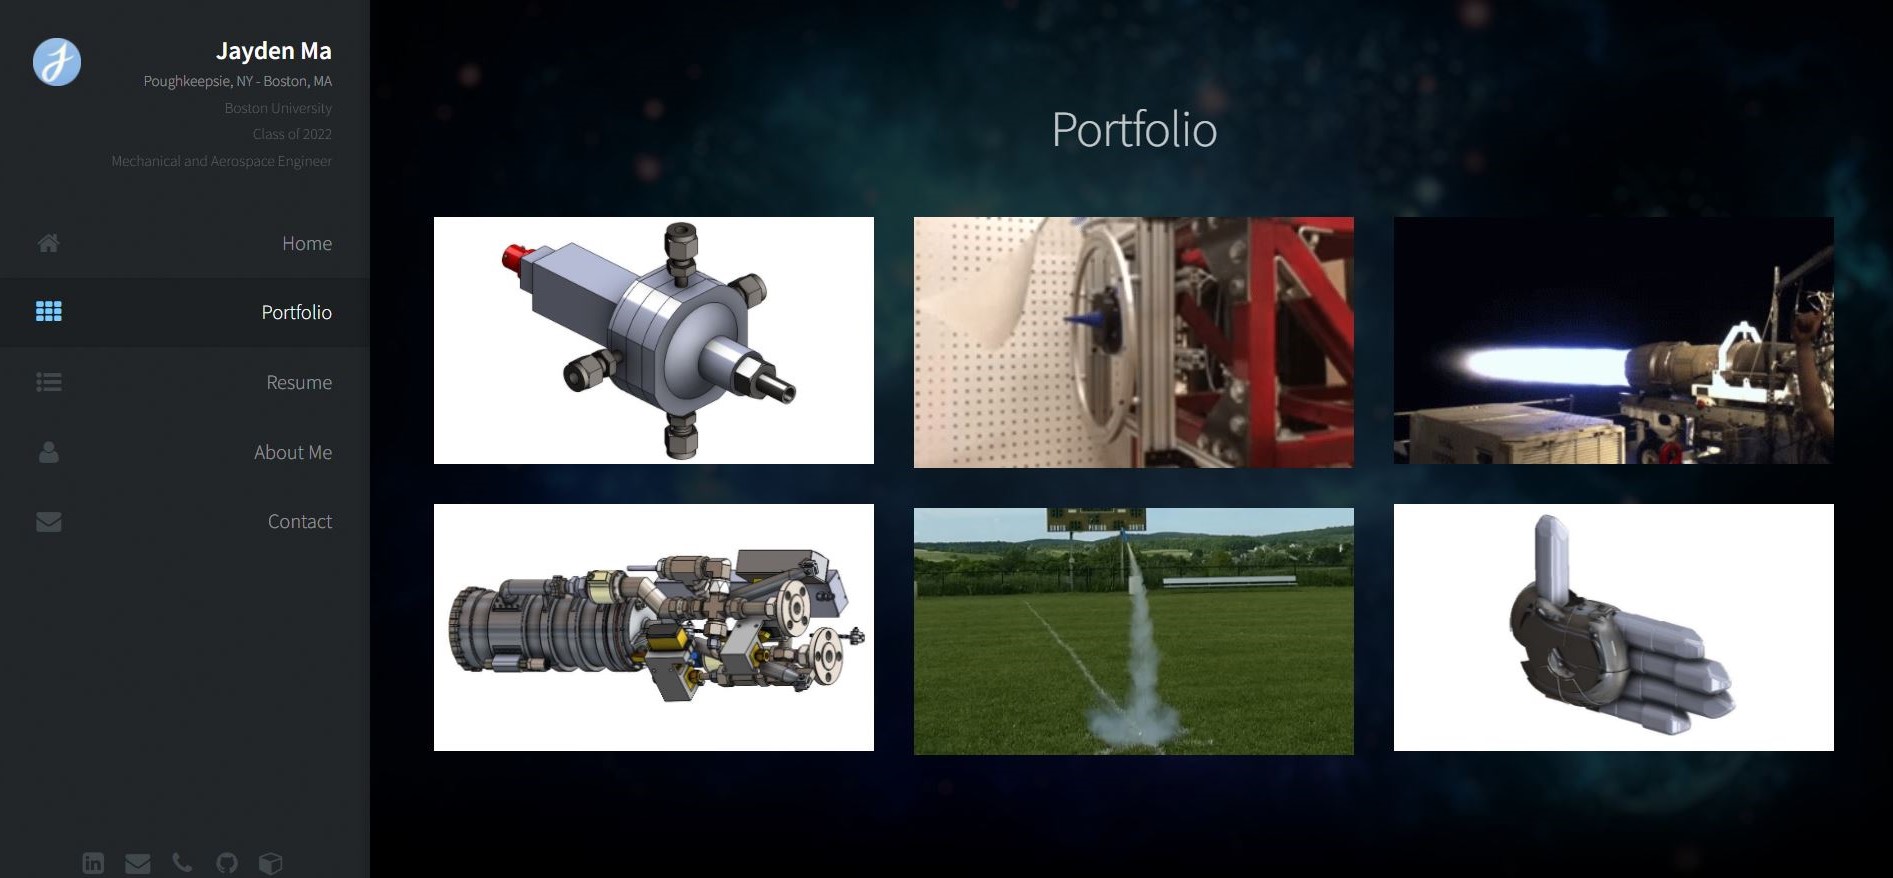 Jayden Ma
Poughkeepsie, NY - Boston, MA
Boston University
Class of 2022
Mechanical and Aerospace Engineer
Home
Portfolio
Resume
About Me
Contact
Portfolio